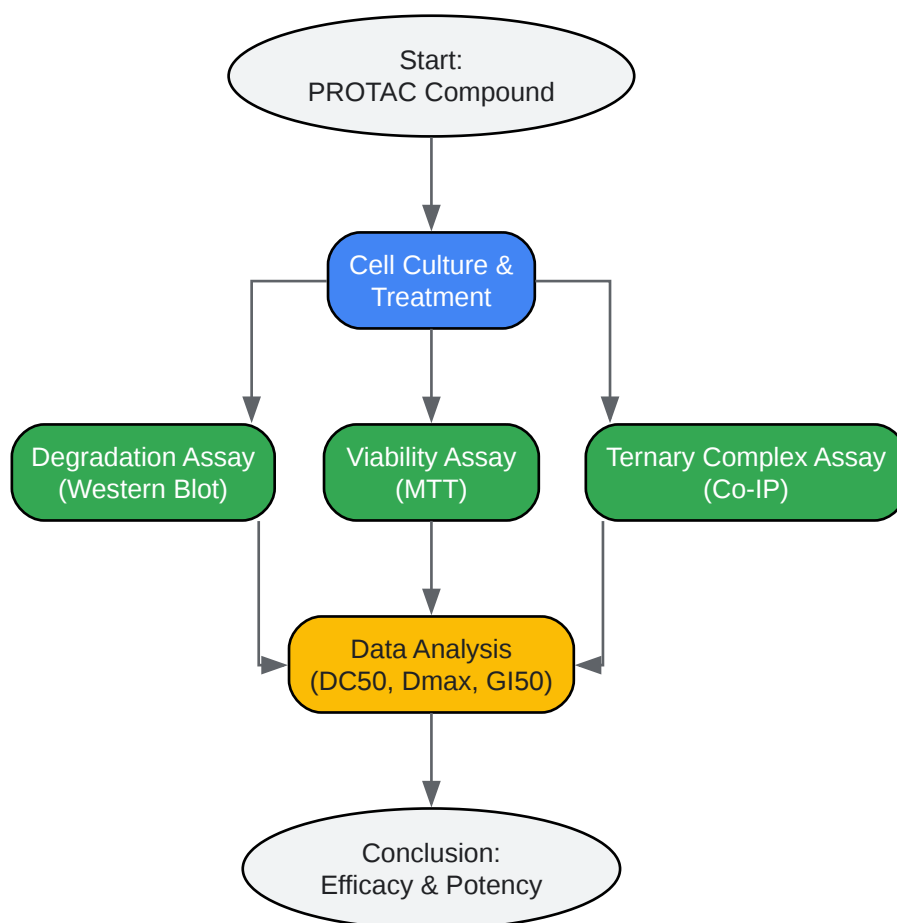 Start:
PROTAC Compound
Cell Culture &
Treatment
Degradation Assay
(Western Blot)
Viability Assay
(MTT)
Ternary Complex Assay
(Co-IP)
Data Analysis
(DC50, Dmax, GI50)
Conclusion:
Efficacy & Potency